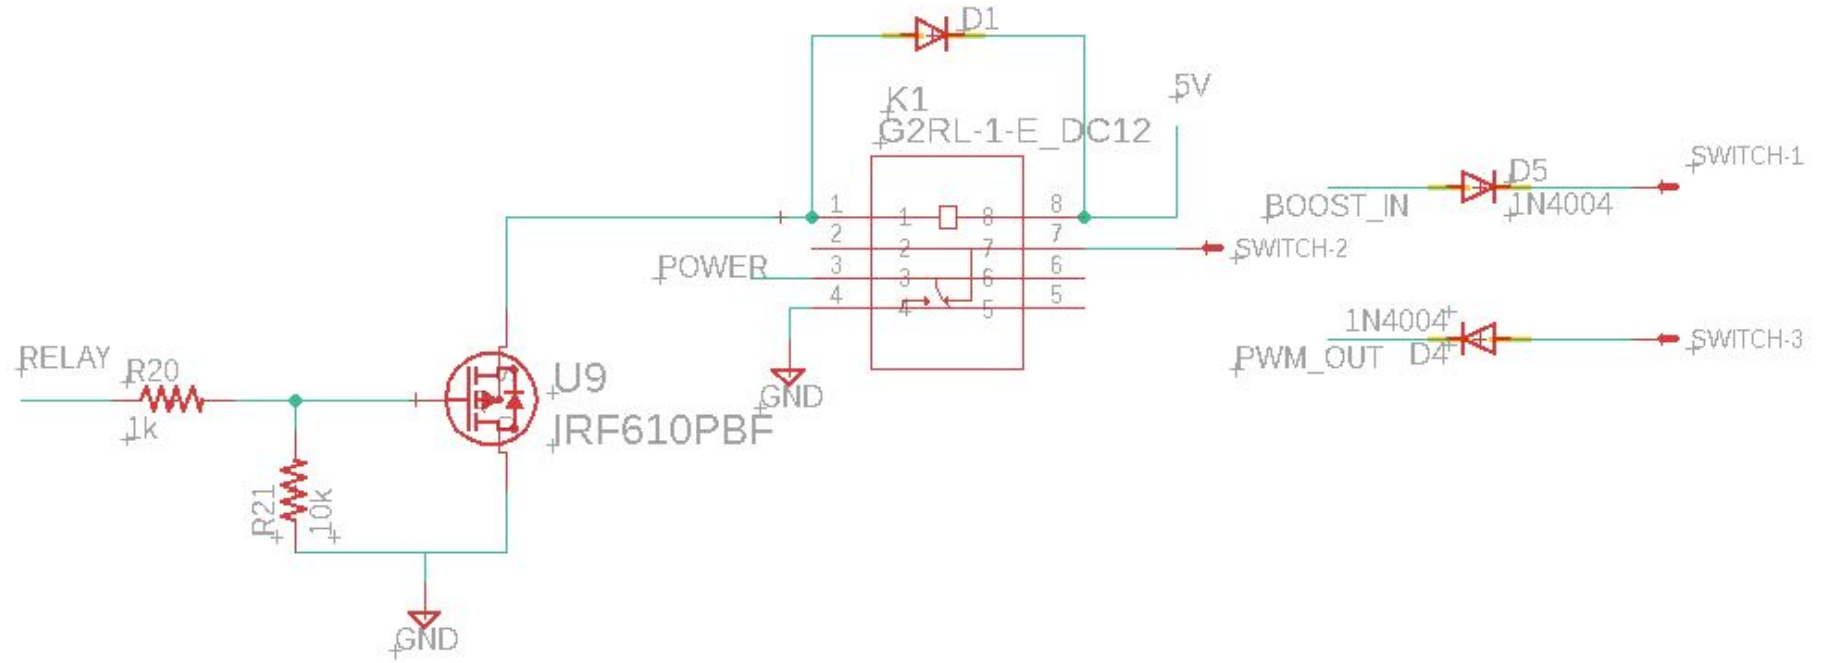 D1
5V
K1
G2RL-1-E_DC12
SWITCH-1
D5
BOOST_IN
1N4004
1 1 8 8
2 2 7 7
SWITCH-2
POWER
3 3 6 6
4 4 5 5
1N4004
SWITCH-3
PWM_OUT
D4
GND
RELAY
R20
1k
U9
IRF610PBF
R21
10k
GND